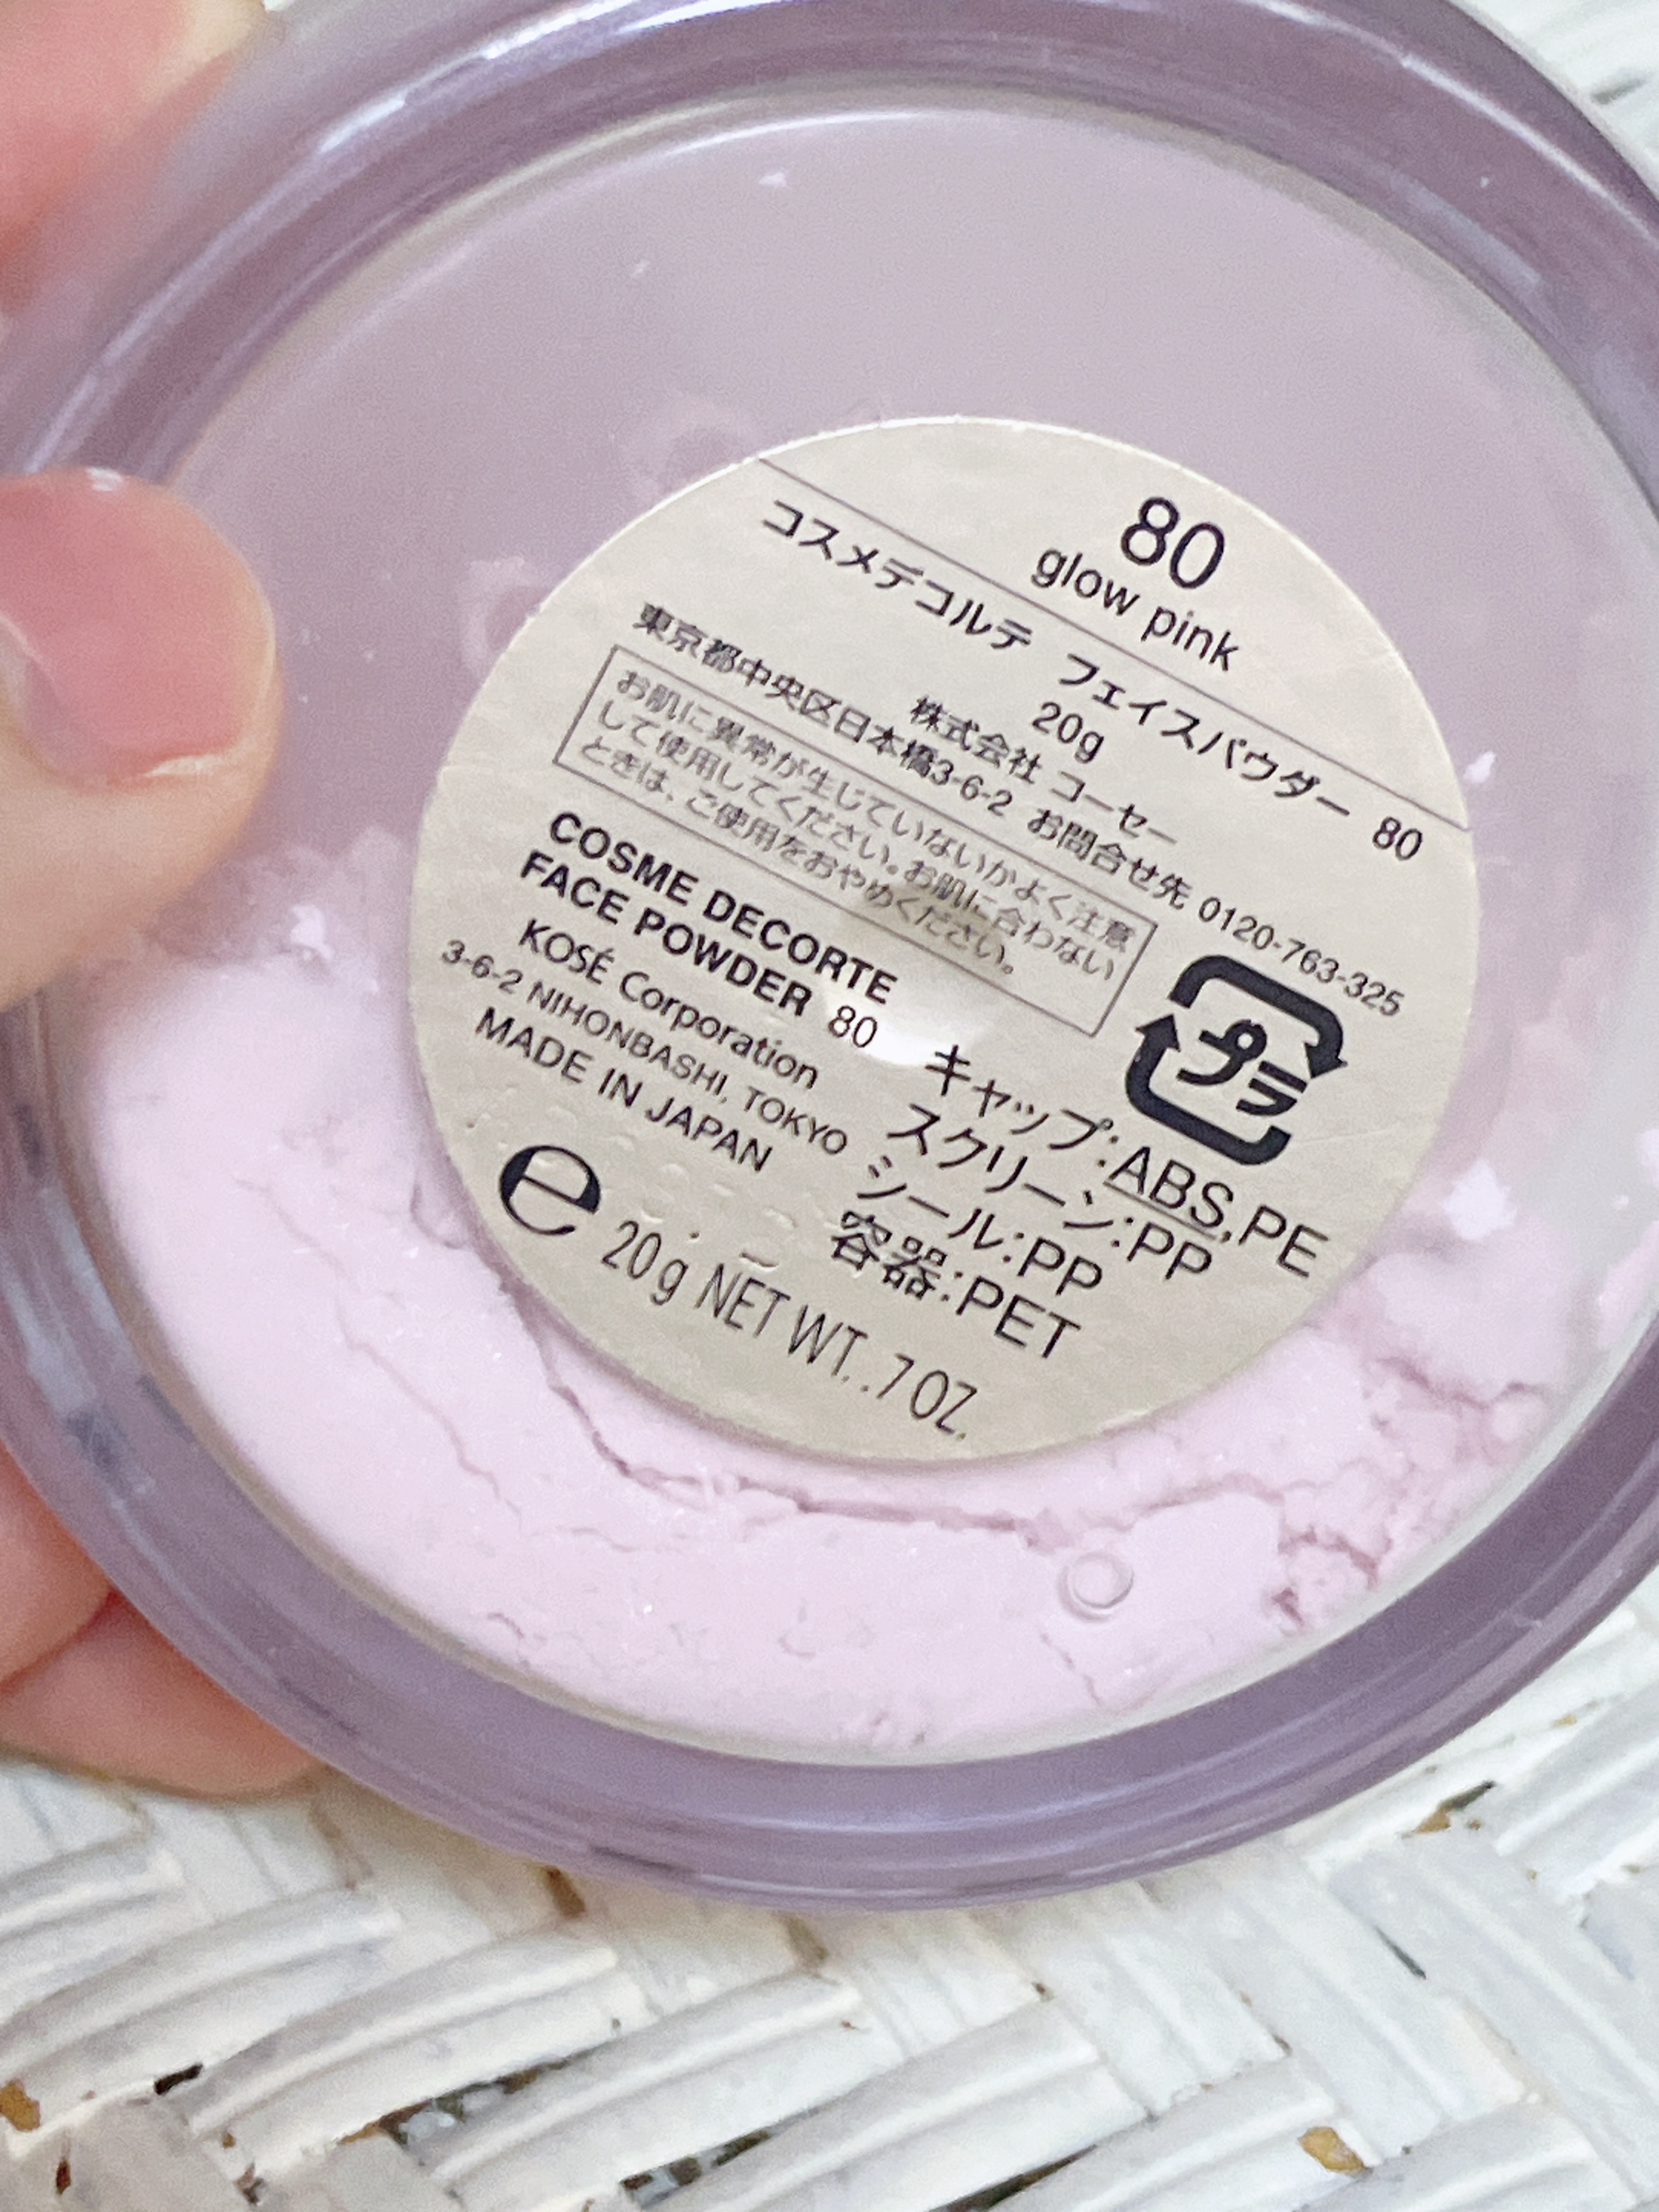 80
glow pink
コスメデコルテ フェイスパウダー 80
20g
株式会社 コーセー
東京都中央区日本橋3-6-2 お問合せ先 0120-763-325
お肌に異常が生じていないかよく注意
して使用してください。お肌に合わない
ときは、ご使用をおやめください。
COSME DECORTE
FACE POWDER 80
KOSÉ Corporation
3-6-2 NIHONBASHI, TOKYO
MADE IN JAPAN
プラ
キャップ:ABS,PE
スクリーン:PP
シール:PP
容器:PET
e 20g NET WT. .7 OZ.